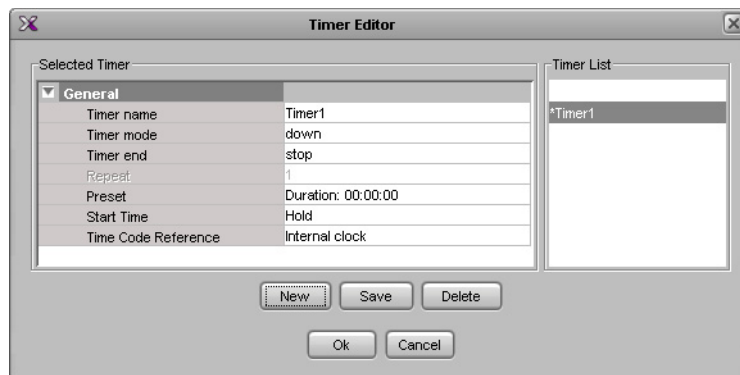 Timer Editor
Selected Timer
General
Timer name Timer1
Timer mode down
Timer end stop
Repeat 1
Preset Duration: 00:00:00
Start Time Hold
Time Code Reference Internal clock
Timer List
*Timer1
New Save Delete
Ok Cancel